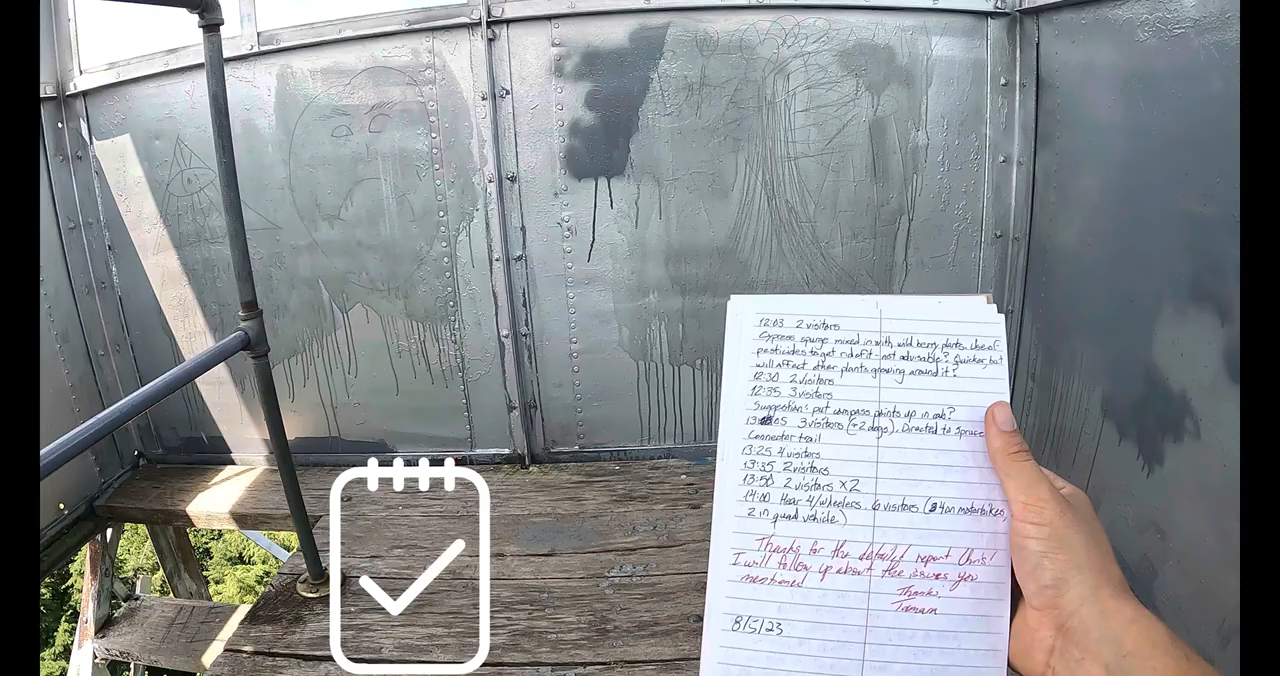 12:03 2 visitors
Cypress spurge mixed in with wild berry plants. Use of
pesticides to get rid of it - not advisable? Quicker, but
will affect other plants growing around it?
12:30 2 visitors
12:35 3 visitors
Suggestion: put compass points up in cab?
13:05 3 visitors (+2 dogs). Directed to Spruce
Connector trail
13:25 4 visitors
13:35 2 visitors
13:50 2 visitors X2
14:00 Hear 4/wheelers. 6 visitors (4 on motorbikes,
2 in quad vehicle)
Thanks for the detailed report Chris!
I will follow up about the issues you
mentioned
Thanks,
8/5/23